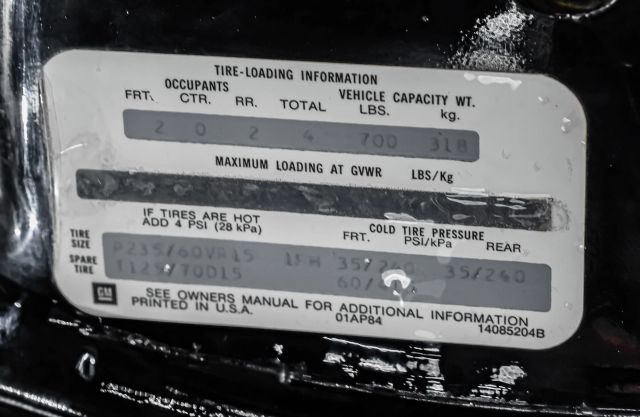 TIRE-LOADING INFORMATION
OCCUPANTS VEHICLE CAPACITY WT.
FRT. CTR. RR. TOTAL LBS. kg.
2 0 2 4 700 318
MAXIMUM LOADING AT GVWR LBS/Kg
IF TIRES ARE HOT
ADD 4 PSI (28 kPa)
COLD TIRE PRESSURE
FRT. PSI/kPa REAR
TIRE SIZE P235/60VR15 35/240 35/240
SPARE TIRE T125/70D15 60/
GM SEE OWNERS MANUAL FOR ADDITIONAL INFORMATION
PRINTED IN U.S.A. 01AP84 14085204B